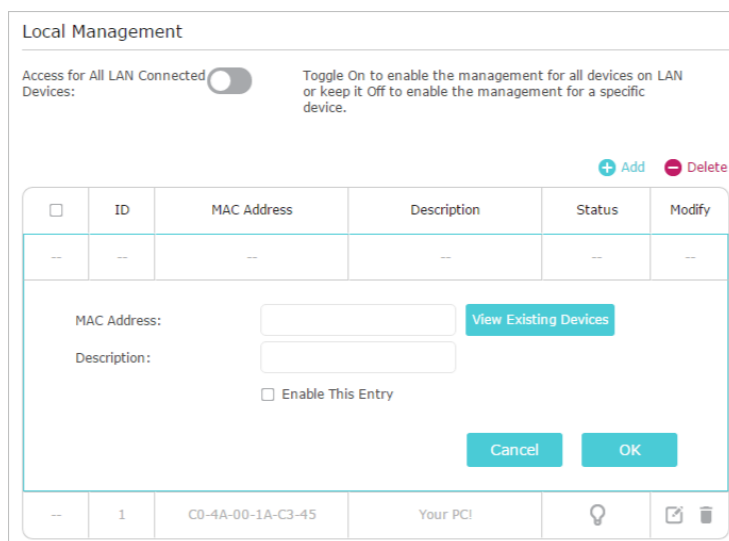 Local Management
Access for All LAN Connected
Devices:
Toggle On to enable the management for all devices on LAN
or keep it Off to enable the management for a specific
device.
Add Delete
ID MAC Address Description Status Modify
-- -- -- -- -- --
MAC Address: View Existing Devices
Description:
Enable This Entry
Cancel OK
-- 1 C0-4A-00-1A-C3-45 Your PC!